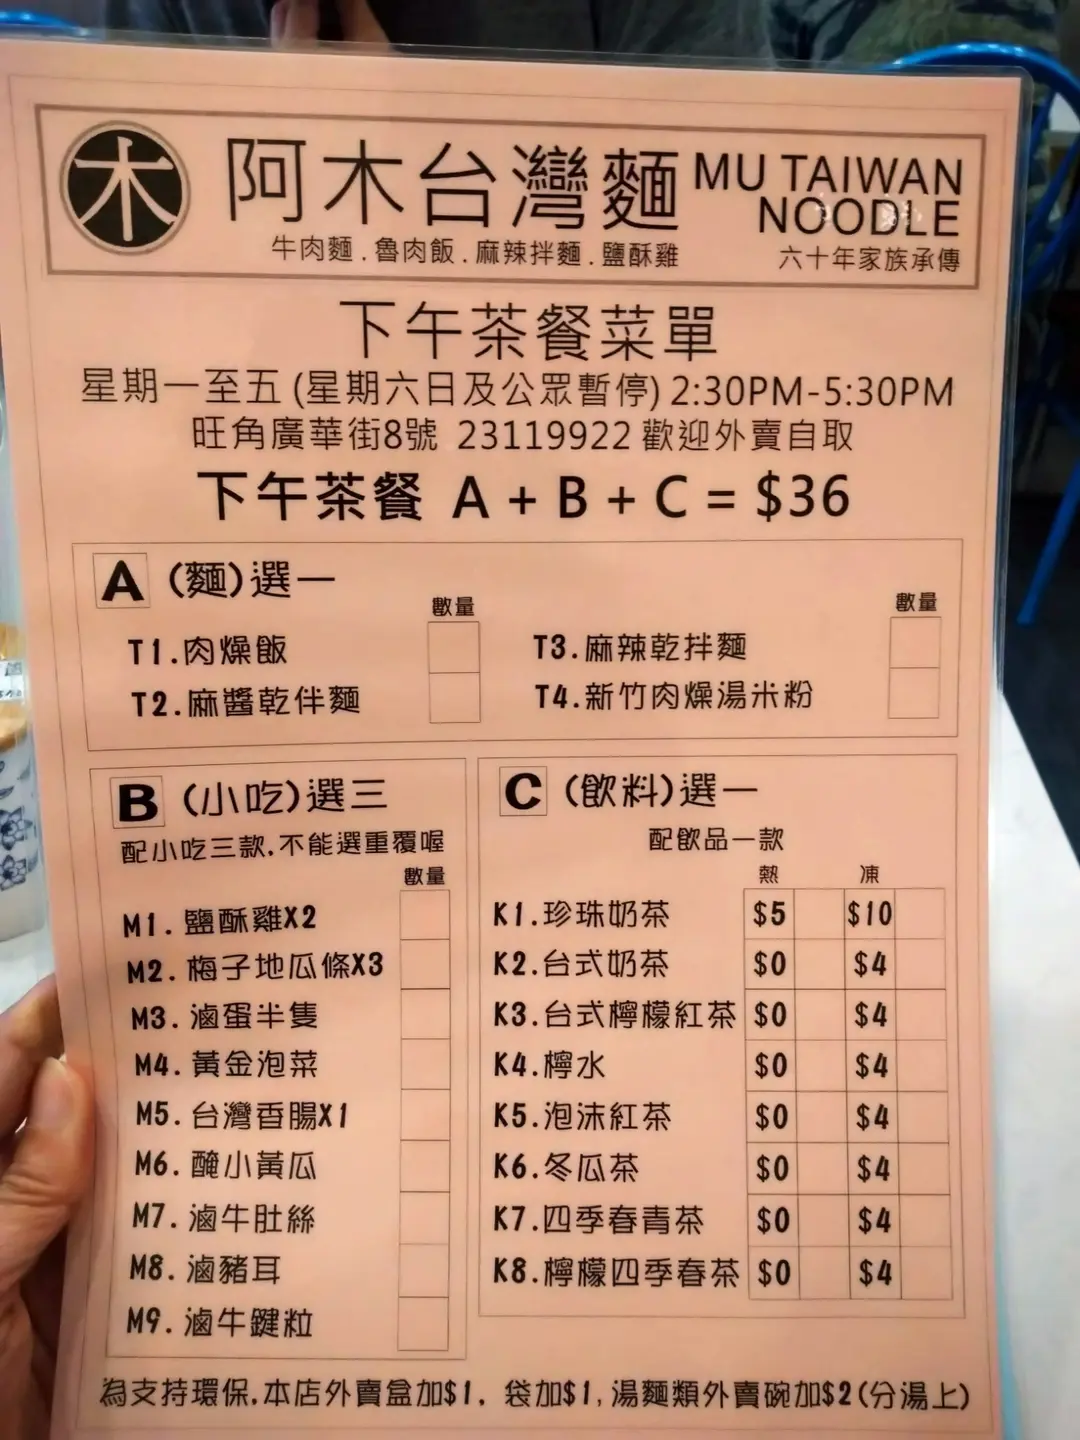 木 阿木台灣麵 MU TAIWAN NOODLE
牛肉麵.魯肉飯.麻辣拌麵.鹽酥雞 六十年家族承傳
下午茶餐菜單
星期一至五(星期六日及公眾暫停) 2:30PM-5:30PM
旺角廣華街8號 23119922 歡迎外賣自取
下午茶餐 A + B + C = $36
A (麵)選一
數量 數量
T1.肉燥飯 T3.麻辣乾拌麵
T2.麻醬乾伴麵 T4.新竹肉燥湯米粉
B (小吃)選三
配小吃三款,不能選重覆喔
數量
M1. 鹽酥雞X2
M2. 梅子地瓜條X3
M3. 滷蛋半隻
M4. 黃金泡菜
M5. 台灣香腸X1
M6. 醃小黃瓜
M7. 滷牛肚絲
M8. 滷豬耳
M9. 滷牛腱粒
C (飲料)選一
配飲品一款
熱 凍
K1.珍珠奶茶 $5 $10
K2.台式奶茶 $0 $4
K3.台式檸檬紅茶 $0 $4
K4.檸水 $0 $4
K5.泡沫紅茶 $0 $4
K6.冬瓜茶 $0 $4
K7.四季春青茶 $0 $4
K8.檸檬四季春茶 $0 $4
為支持環保,本店外賣盒加$1, 袋加$1,湯麵類外賣碗加$2(分湯上)